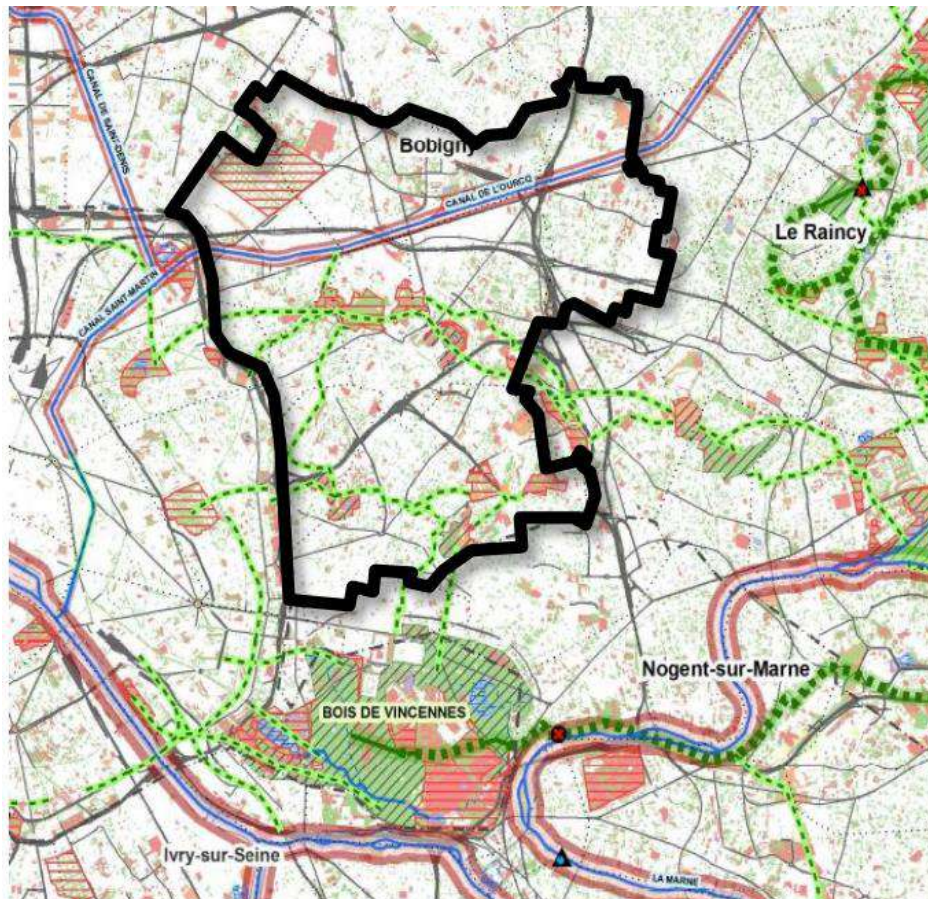 CANAL DE SAINT-DENIS
Bobigny
CANAL DE L'OURCQ
Le Raincy
CANAL SAINT-MARTIN
Nogent-sur-Marne
BOIS DE VINCENNES
Ivry-sur-Seine
LA MARNE